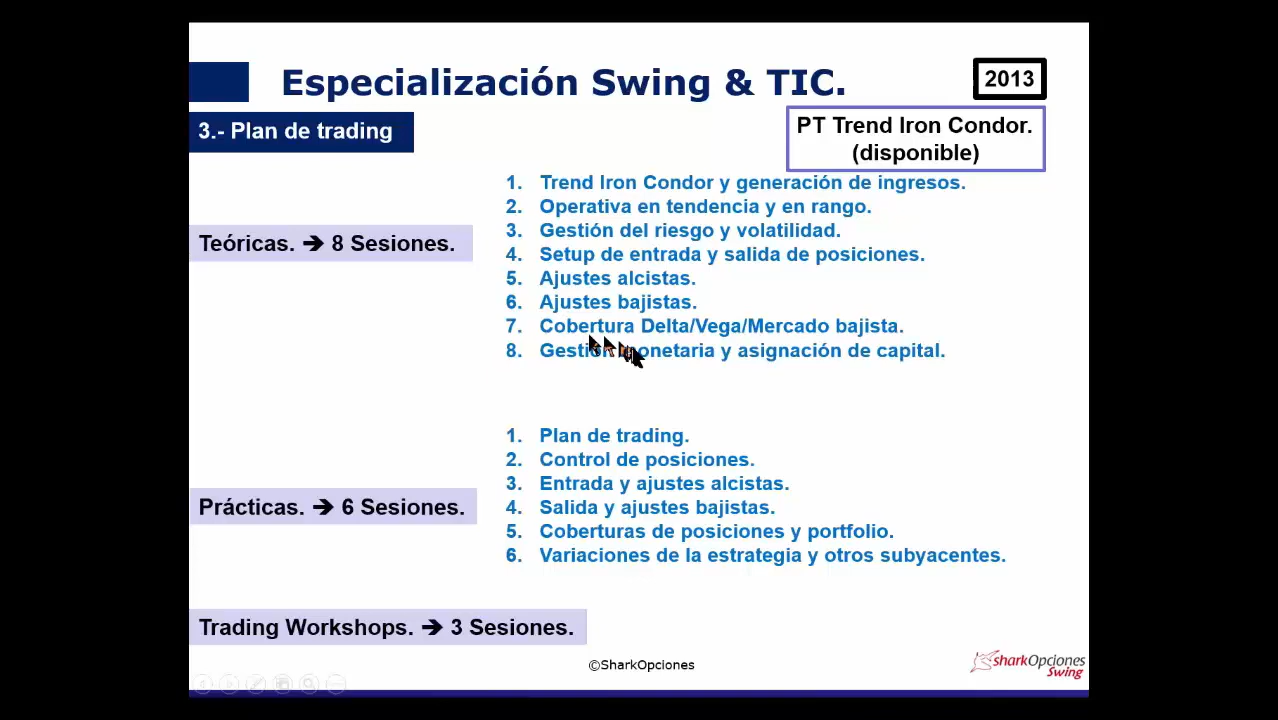 Especialización Swing & TIC.
2013
3.- Plan de trading
PT Trend Iron Condor.
(disponible)
Teóricas. ➔ 8 Sesiones.
1. Trend Iron Condor y generación de ingresos.
2. Operativa en tendencia y en rango.
3. Gestión del riesgo y volatilidad.
4. Setup de entrada y salida de posiciones.
5. Ajustes alcistas.
6. Ajustes bajistas.
7. Cobertura Delta/Vega/Mercado bajista.
8. Gestión monetaria y asignación de capital.
Prácticas. ➔ 6 Sesiones.
1. Plan de trading.
2. Control de posiciones.
3. Entrada y ajustes alcistas.
4. Salida y ajustes bajistas.
5. Coberturas de posiciones y portfolio.
6. Variaciones de la estrategia y otros subyacentes.
Trading Workshops. ➔ 3 Sesiones.
©SharkOpciones
sharkOpciones
Swing